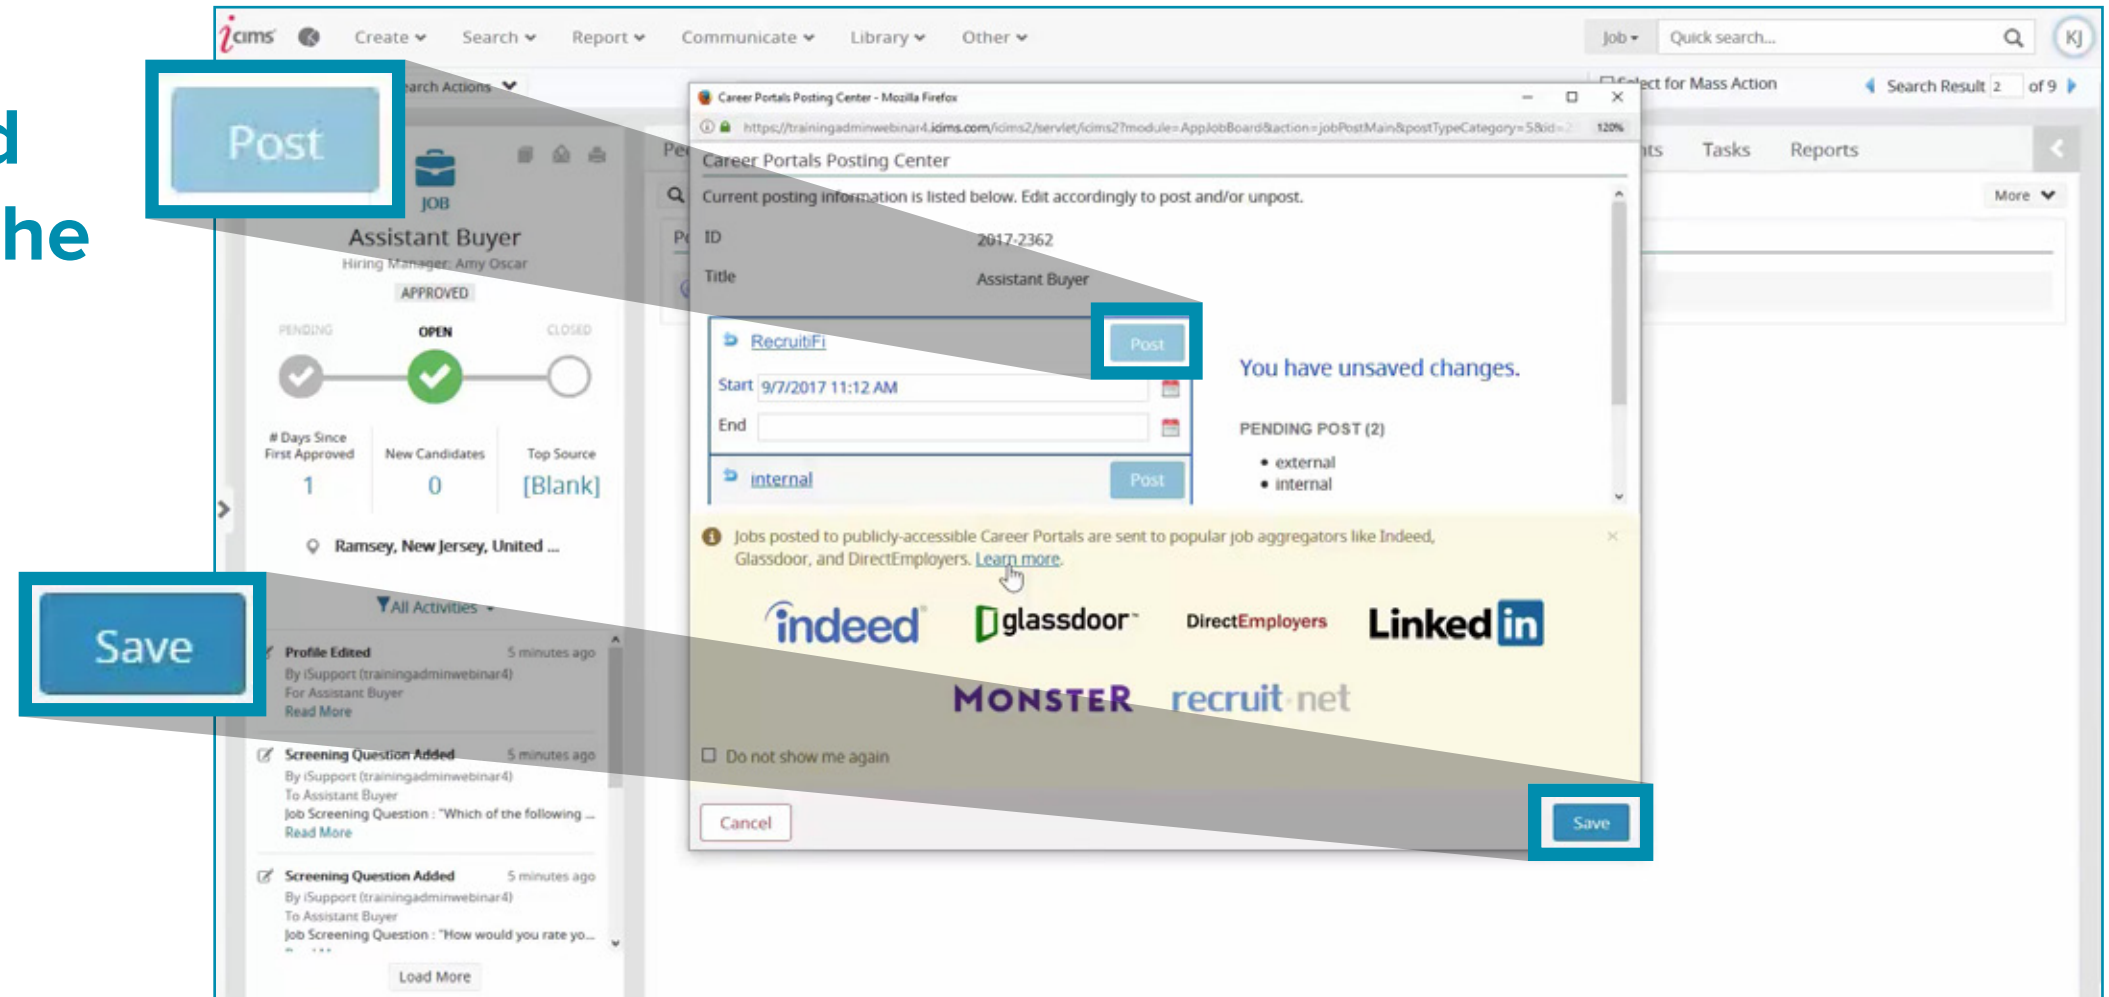 icims
Create
Search
Report
Communicate
Library
Other
Job
Quick search...
KJ
Search Actions
Select for Mass Action
Search Result 2 of 9
he
Post
JOB
Assistant Buyer
Hiring Manager: Amy Oscar
APPROVED
PENDING
OPEN
CLOSED
# Days Since
First Approved
1
New Candidates
0
Top Source
[Blank]
Ramsey, New Jersey, United ...
All Activities
Save
Profile Edited 5 minutes ago
By iSupport (trainingadminwebinar4)
For Assistant Buyer
Read More
Screening Question Added 5 minutes ago
By iSupport (trainingadminwebinar4)
To Assistant Buyer
Job Screening Question : "Which of the following ...
Read More
Screening Question Added 5 minutes ago
By iSupport (trainingadminwebinar4)
To Assistant Buyer
Job Screening Question : "How would you rate yo...
Load More
Tasks
Reports
More
Career Portals Posting Center - Mozilla Firefox
https://trainingadminwebinar4.icims.com/icims2/servlet/icims2?module=AppJobBoard&action=jobPostMain&postTypeCategory=5&id=2
120%
Career Portals Posting Center
Current posting information is listed below. Edit accordingly to post and/or unpost.
ID 2017-2362
Title Assistant Buyer
RecruitiFi Post
Start 9/7/2017 11:12 AM
End
internal Post
You have unsaved changes.
PENDING POST (2)
• external
• internal
Jobs posted to publicly-accessible Career Portals are sent to popular job aggregators like Indeed,
Glassdoor, and DirectEmployers. Learn more.
indeed
glassdoor
DirectEmployers
Linked in
MONSTER
recruit.net
Do not show me again
Cancel
Save